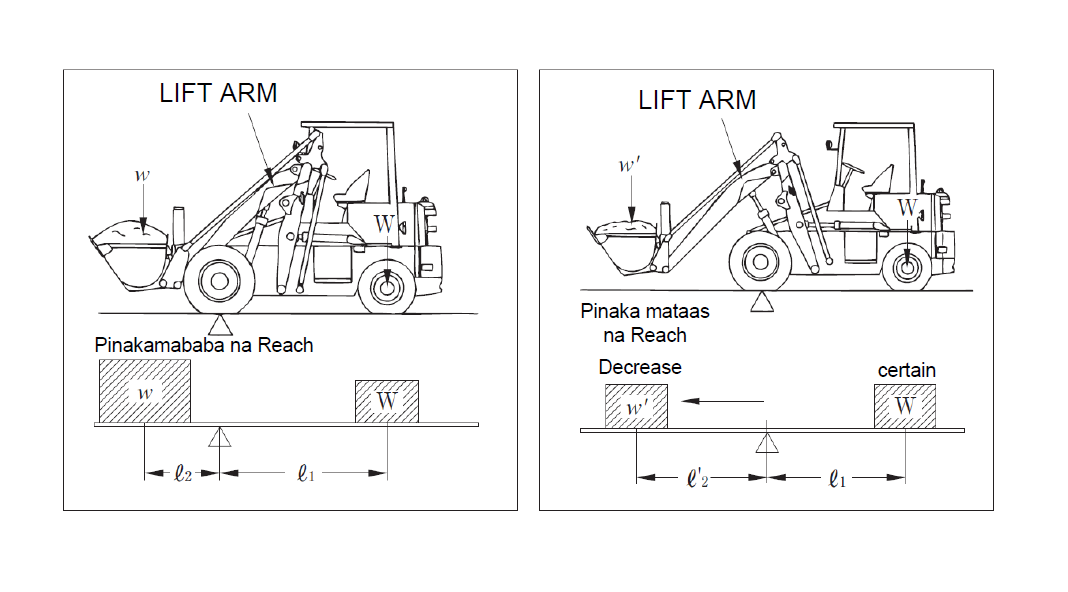 LIFT ARM
w
W
Pinakamababa na Reach
w
W
ℓ2
ℓ1
LIFT ARM
w'
W
Pinaka mataas
na Reach
Decrease
certain
w'
W
ℓ'2
ℓ1